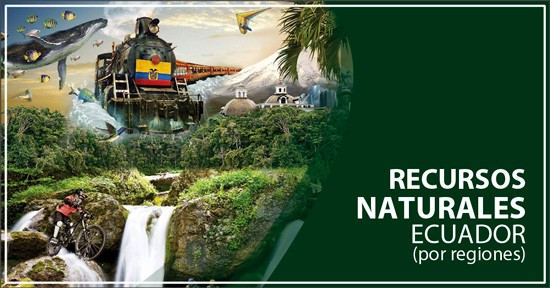 RECURSOS
NATURALES
ECUADOR
(por regiones)